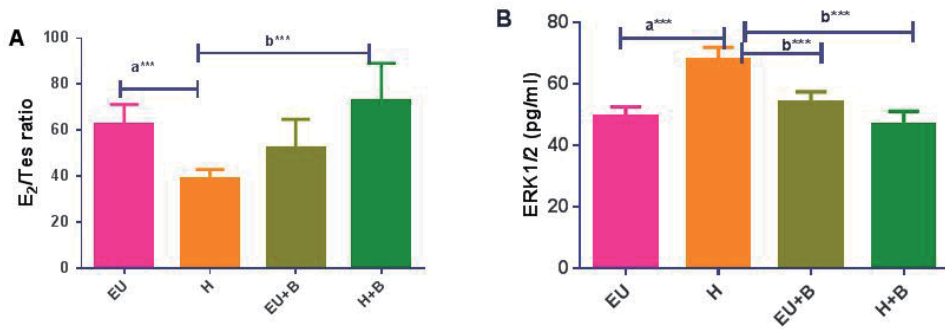 A
E2/Tes ratio
100
80
60
40
20
0
a***
b***
EU
H
EU+B
H+B
B
ERK1/2 (pg/ml)
80
60
40
20
0
a***
b***
b***
EU
H
EU+B
H+B